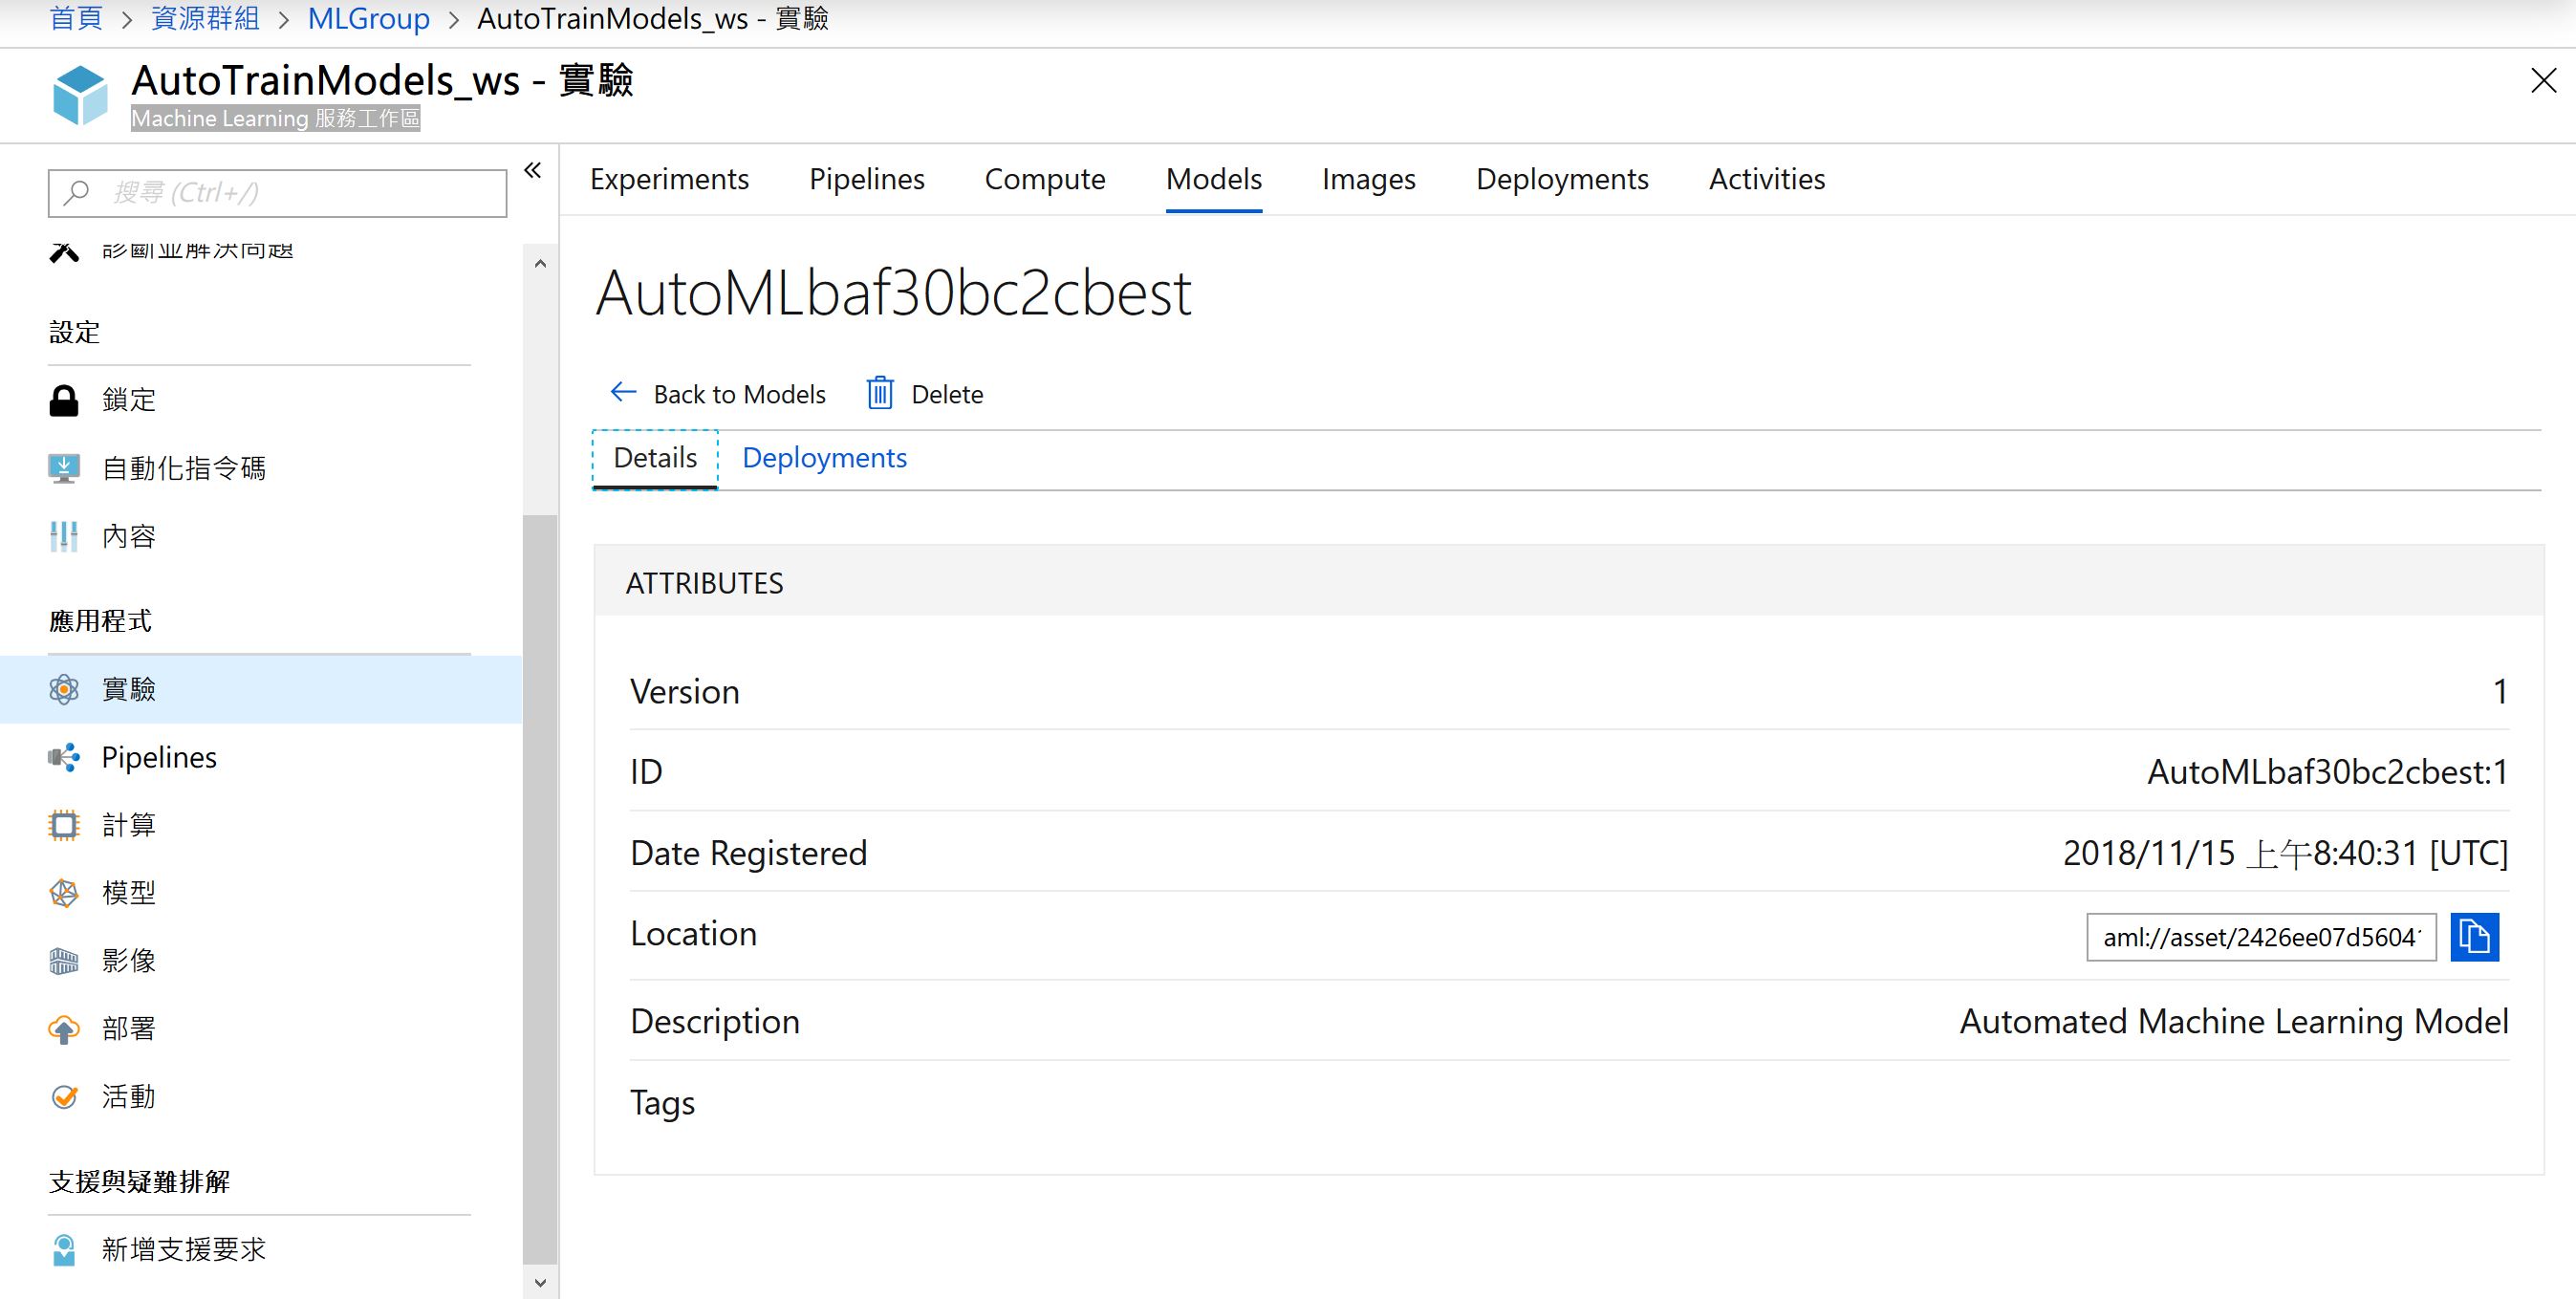 首頁 > 資源群組 > MLGroup > AutoTrainModels_ws - 實驗
AutoTrainModels_ws - 實驗
Machine Learning 服務工作區
搜尋 (Ctrl+/)
診斷並解決問題
設定
鎖定
自動化指令碼
內容
應用程式
實驗
Pipelines
計算
模型
影像
部署
活動
支援與疑難排解
新增支援要求
Experiments Pipelines Compute Models Images Deployments Activities
AutoMLbaf30bc2cbest
Back to Models Delete
Details Deployments
ATTRIBUTES
Version 1
ID AutoMLbaf30bc2cbest:1
Date Registered 2018/11/15 上午8:40:31 [UTC]
Location aml://asset/2426ee07d5604
Description Automated Machine Learning Model
Tags